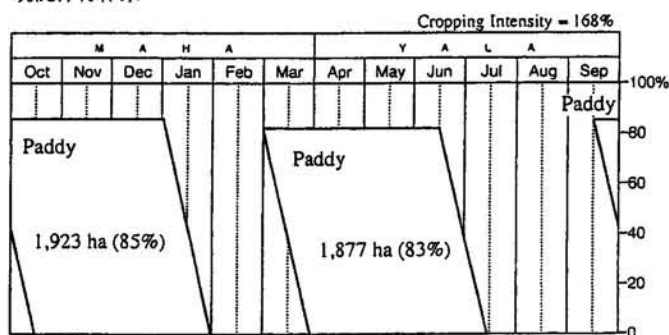 Cropping Intensity = 168%
M A H A Y A L A
Oct Nov Dec Jan Feb Mar Apr May Jun Jul Aug Sep
100%
Paddy
80
Paddy
Paddy
60
1,923 ha (85%)
1,877 ha (83%)
40
20
0